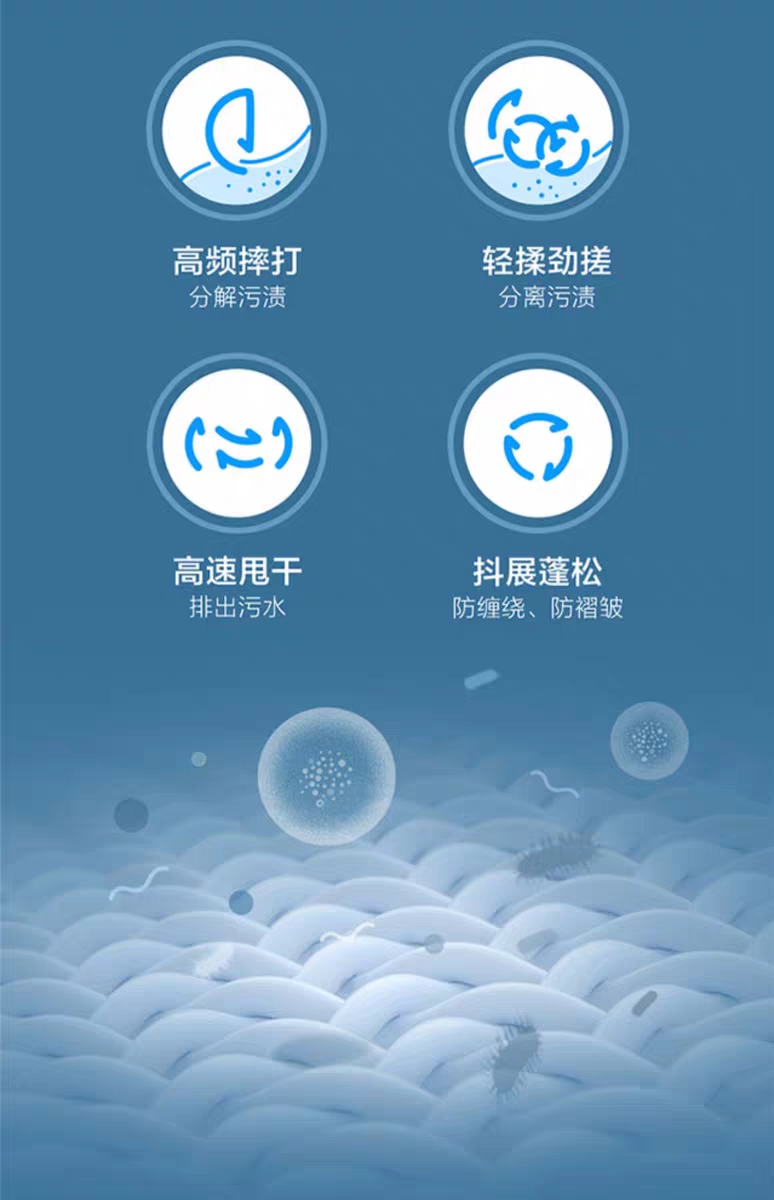 高频摔打
分解污渍
轻揉劲搓
分离污渍
高速甩干
排出污水
抖展蓬松
防缠绕、防褶皱